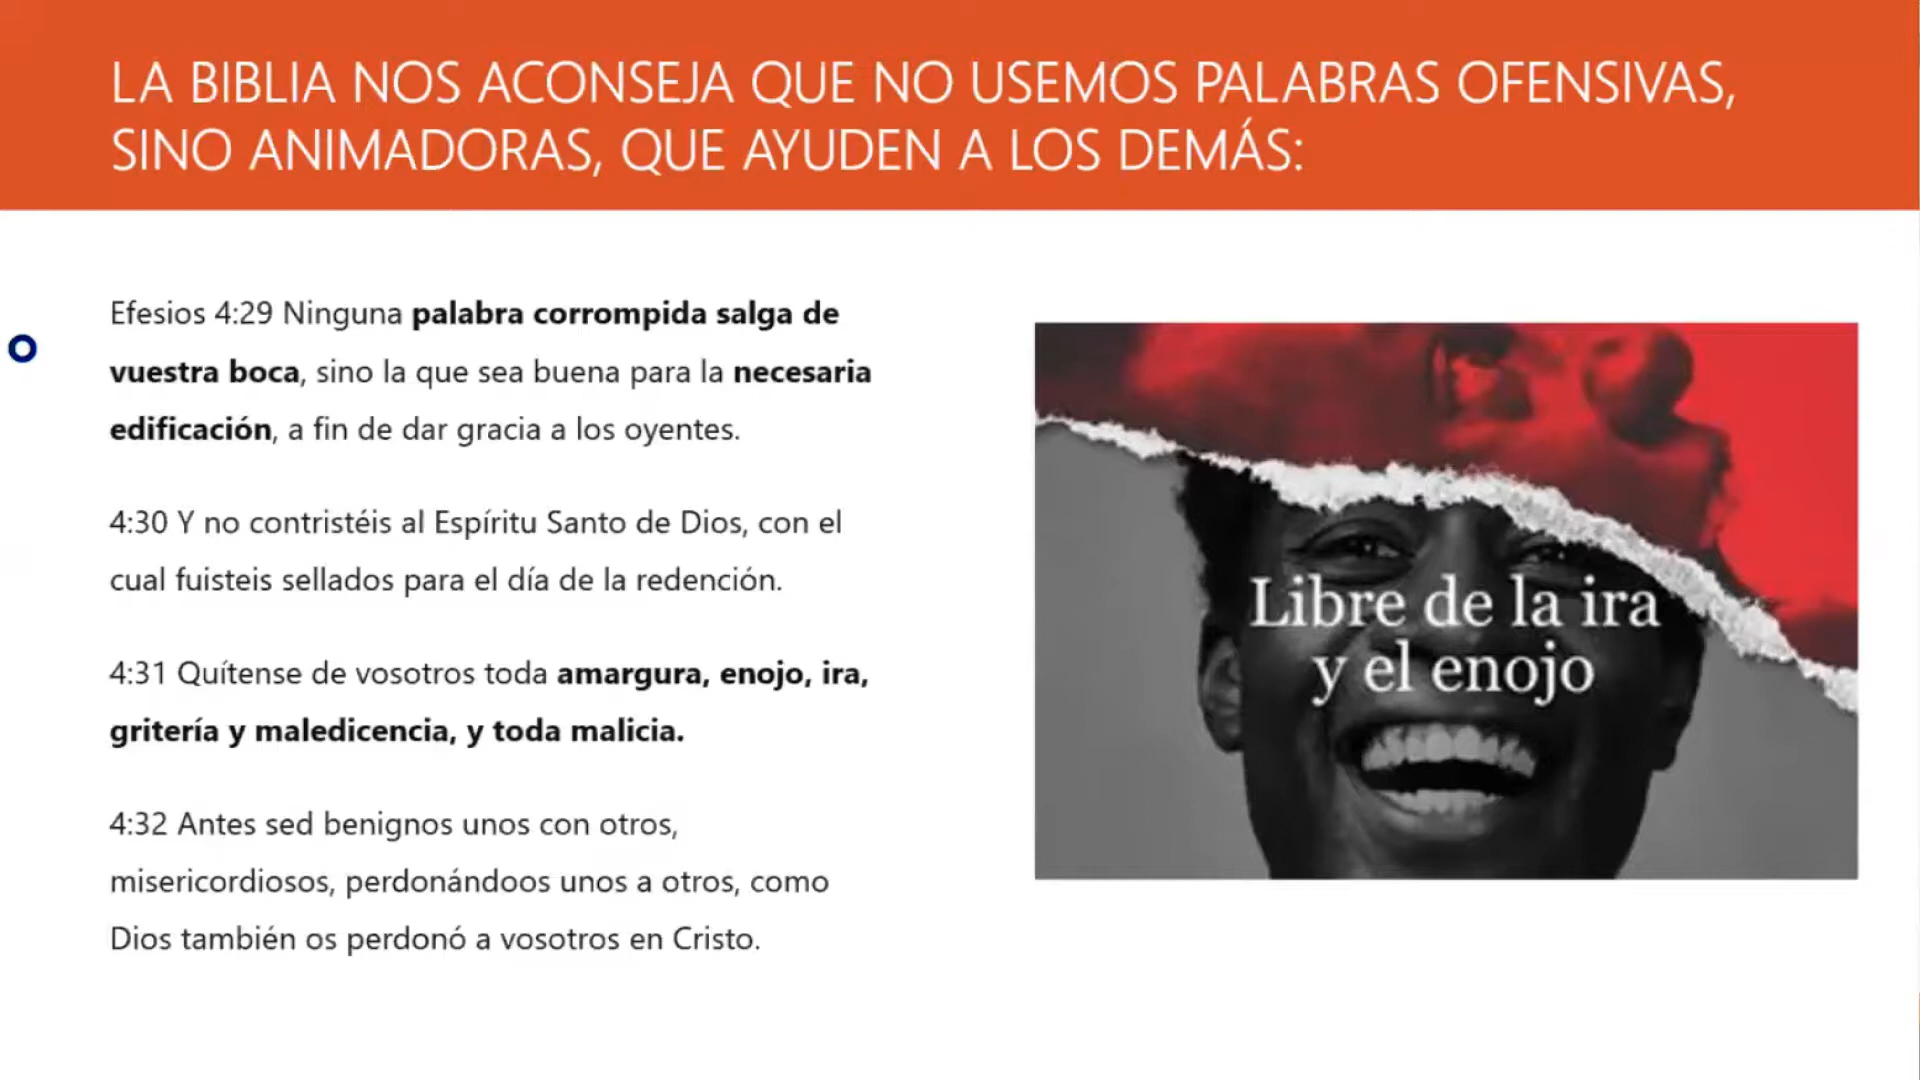 LA BIBLIA NOS ACONSEJA QUE NO USEMOS PALABRAS OFENSIVAS,
SINO ANIMADORAS, QUE AYUDEN A LOS DEMÁS:
Efesios 4:29 Ninguna palabra corrompida salga de
vuestra boca, sino la que sea buena para la necesaria
edificación, a fin de dar gracia a los oyentes.
4:30 Y no contristéis al Espíritu Santo de Dios, con el
cual fuisteis sellados para el día de la redención.
4:31 Quítense de vosotros toda amargura, enojo, ira,
gritería y maledicencia, y toda malicia.
4:32 Antes sed benignos unos con otros,
misericordiosos, perdonándoos unos a otros, como
Dios también os perdonó a vosotros en Cristo.
Libre de la ira
y el enojo